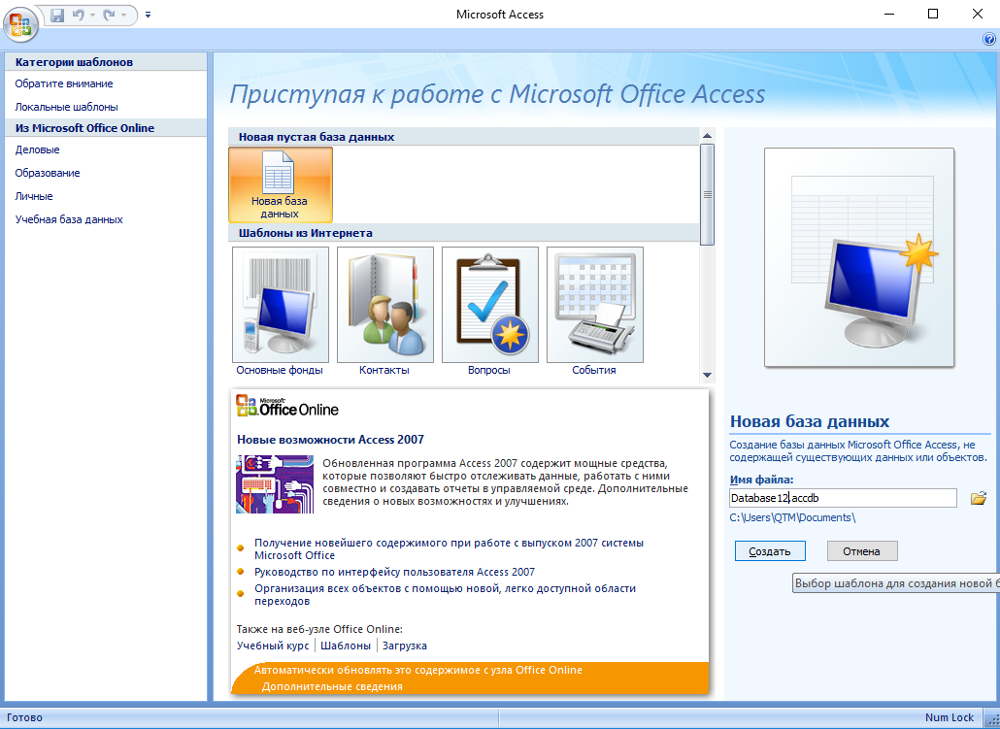 Microsoft Access
Категории шаблонов
Обратите внимание
Локальные шаблоны
Из Microsoft Office Online
Деловые
Образование
Личные
Учебная база данных
Приступая к работе с Microsoft Office Access
Новая пустая база данных
Новая база
данных
Шаблоны из Интернета
Основные фонды
Контакты
Вопросы
События
Microsoft
Office Online
Новые возможности Access 2007
Обновленная программа Access 2007 содержит мощные средства,
которые позволяют быстро отслеживать данные, работать с ними
совместно и создавать отчеты в управляемой среде. Дополнительные
сведения о новых возможностях и улучшениях.
Получение новейшего содержимого при работе с выпуском 2007 системы
Microsoft Office
Руководство по интерфейсу пользователя Access 2007
Организация всех объектов с помощью новой, легко доступной области
переходов
Также на веб-узле Office Online:
Учебный курс | Шаблоны | Загрузка
Автоматически обновлять это содержимое с узла Office Online
Дополнительные сведения
Новая база данных
Создание базы данных Microsoft Office Access, не
содержащей существующих данных или объектов.
Имя файла:
Database12.accdb
C:\Users\QTM\Documents\
Создать
Отмена
Выбор шаблона для создания новой б
Готово
Num Lock